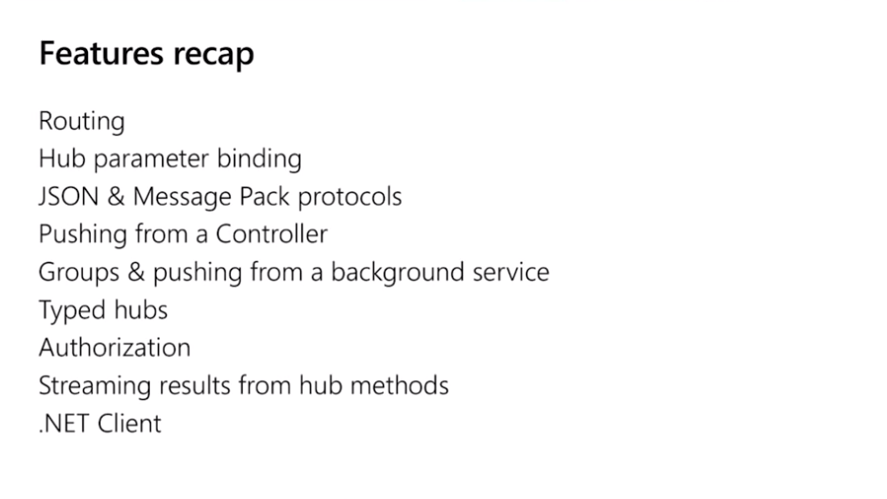 Features recap
Routing
Hub parameter binding
JSON & Message Pack protocols
Pushing from a Controller
Groups & pushing from a background service
Typed hubs
Authorization
Streaming results from hub methods
.NET Client